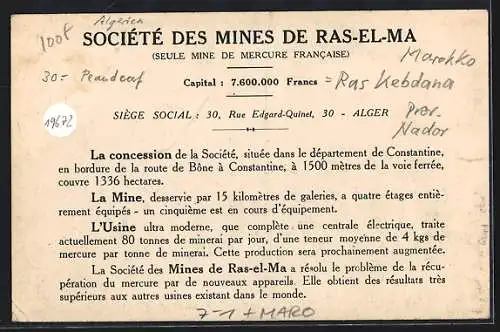 Algerien
100F
SOCIÉTÉ DES MINES DE RAS-EL-MA
(SEULE MINE DE MERCURE FRANÇAISE)
Marokko
30-
Capital : 7.600.000 Francs = Ras Kebdana
19672
SIÈGE SOCIAL : 30, Rue Edgard-Quinet, 30 - ALGER
Prov.
Nador
La concession de la Société, située dans le département de Constantine,
en bordure de la route de Bône à Constantine, à 1500 mètres de la voie ferrée,
couvre 1336 hectares.
La Mine, desservie par 15 kilomètres de galeries, a quatre étages entiè-
rement équipés - un cinquième est en cours d'équipement.
L'Usine ultra moderne, que complète une centrale électrique, traite
actuellement 80 tonnes de minerai par jour, d'une teneur moyenne de 4 kgs de
mercure par tonne de minerai. Cette production sera prochainement augmentée.
La Société des Mines de Ras-el-Ma a résolu le problème de la récu-
pération du mercure par de nouveaux appareils. Elle obtient des résultats très
supérieurs aux autres usines existant dans le monde.
7-1 + MARO